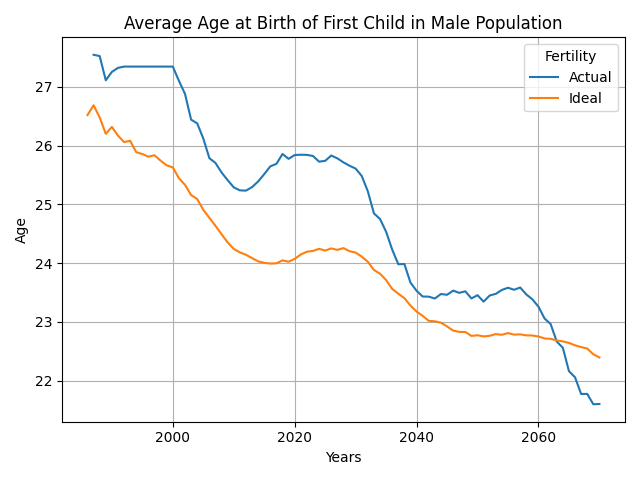 Average Age at Birth of First Child in Male Population
Fertility
Actual
Ideal
Age
27
26
25
24
23
22
2000 2020 2040 2060
Years